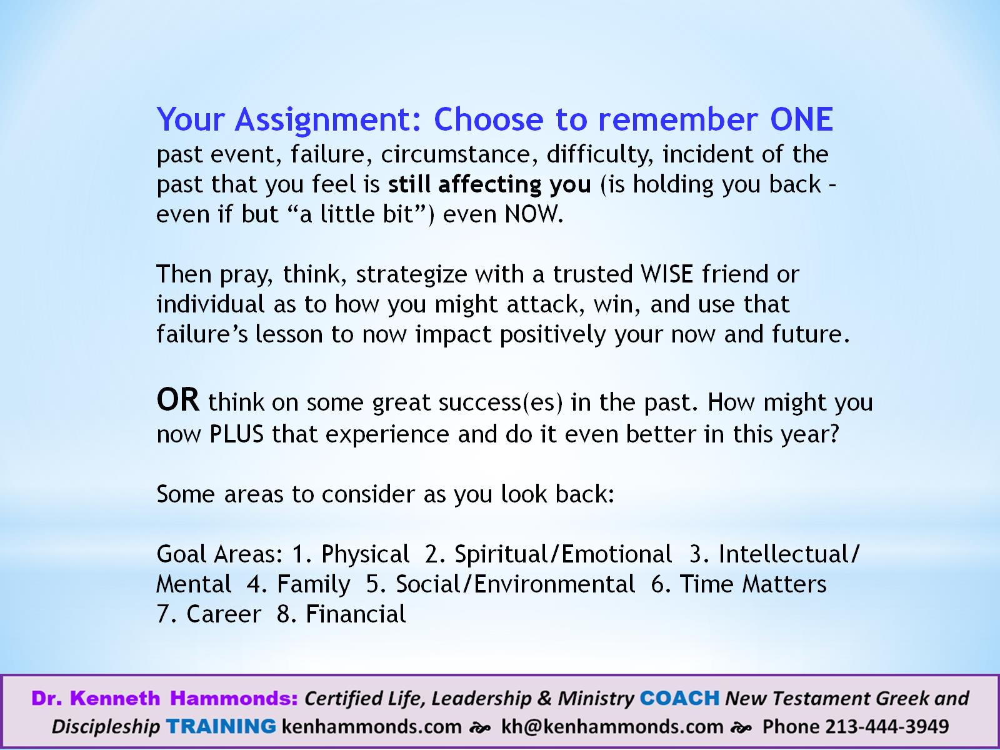 Your Assignment: Choose to remember ONE
past event, failure, circumstance, difficulty, incident of the
past that you feel is still affecting you (is holding you back –
even if but “a little bit”) even NOW.
Then pray, think, strategize with a trusted WISE friend or
individual as to how you might attack, win, and use that
failure’s lesson to now impact positively your now and future.
OR think on some great success(es) in the past. How might you
now PLUS that experience and do it even better in this year?
Some areas to consider as you look back:
Goal Areas: 1. Physical 2. Spiritual/Emotional 3. Intellectual/
Mental 4. Family 5. Social/Environmental 6. Time Matters
7. Career 8. Financial
Dr. Kenneth Hammonds: Certified Life, Leadership & Ministry COACH New Testament Greek and
Discipleship TRAINING kenhammonds.com kh@kenhammonds.com Phone 213-444-3949